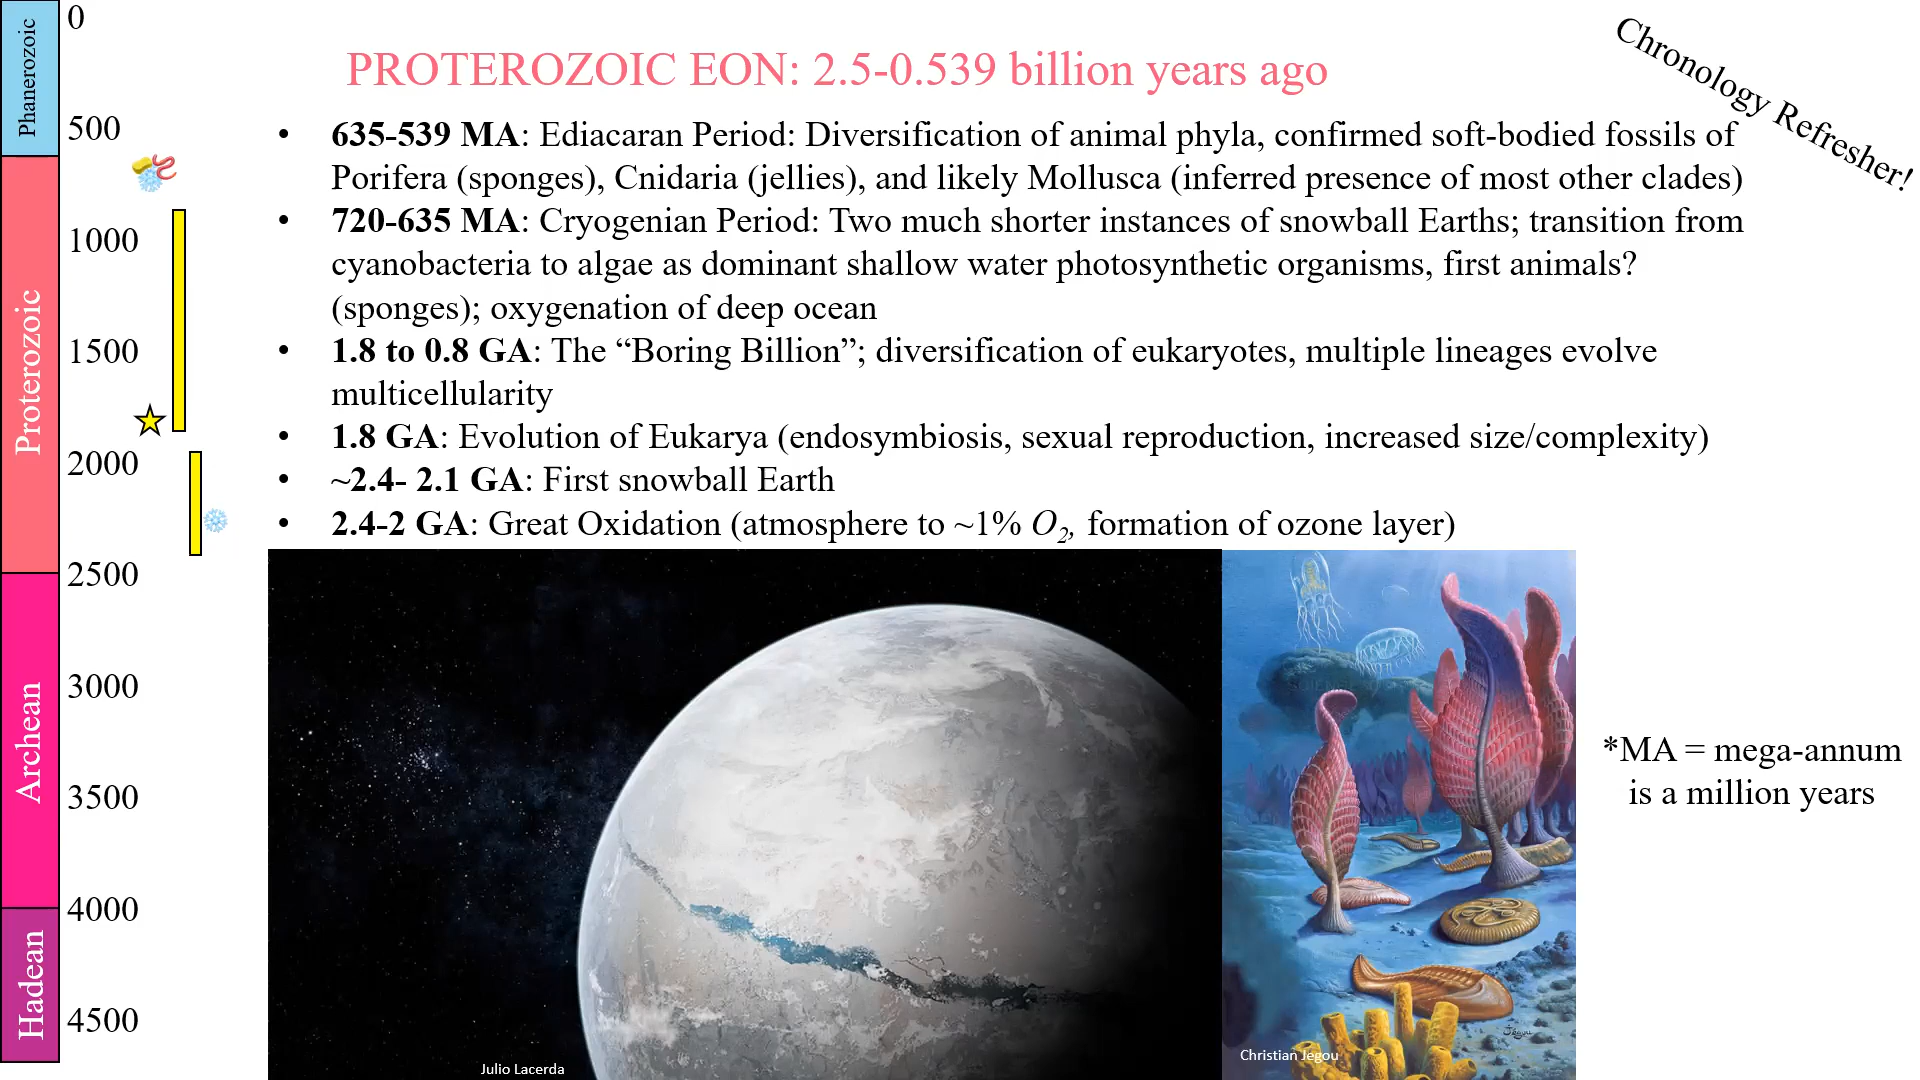 PROTEROZOIC EON: 2.5-0.539 billion years ago
Chronology Refresher!
• 635-539 MA: Ediacaran Period: Diversification of animal phyla, confirmed soft-bodied fossils of
Porifera (sponges), Cnidaria (jellies), and likely Mollusca (inferred presence of most other clades)
• 720-635 MA: Cryogenian Period: Two much shorter instances of snowball Earths; transition from
cyanobacteria to algae as dominant shallow water photosynthetic organisms, first animals?
(sponges); oxygenation of deep ocean
• 1.8 to 0.8 GA: The “Boring Billion”; diversification of eukaryotes, multiple lineages evolve
multicellularity
• 1.8 GA: Evolution of Eukarya (endosymbiosis, sexual reproduction, increased size/complexity)
• ~2.4- 2.1 GA: First snowball Earth
• 2.4-2 GA: Great Oxidation (atmosphere to ~1% O2, formation of ozone layer)
Phanerozoic
Proterozoic
Archean
Hadean
0
500
1000
1500
2000
2500
3000
3500
4000
4500
*MA = mega-annum
is a million years
Julio Lacerda
Christian Jegou